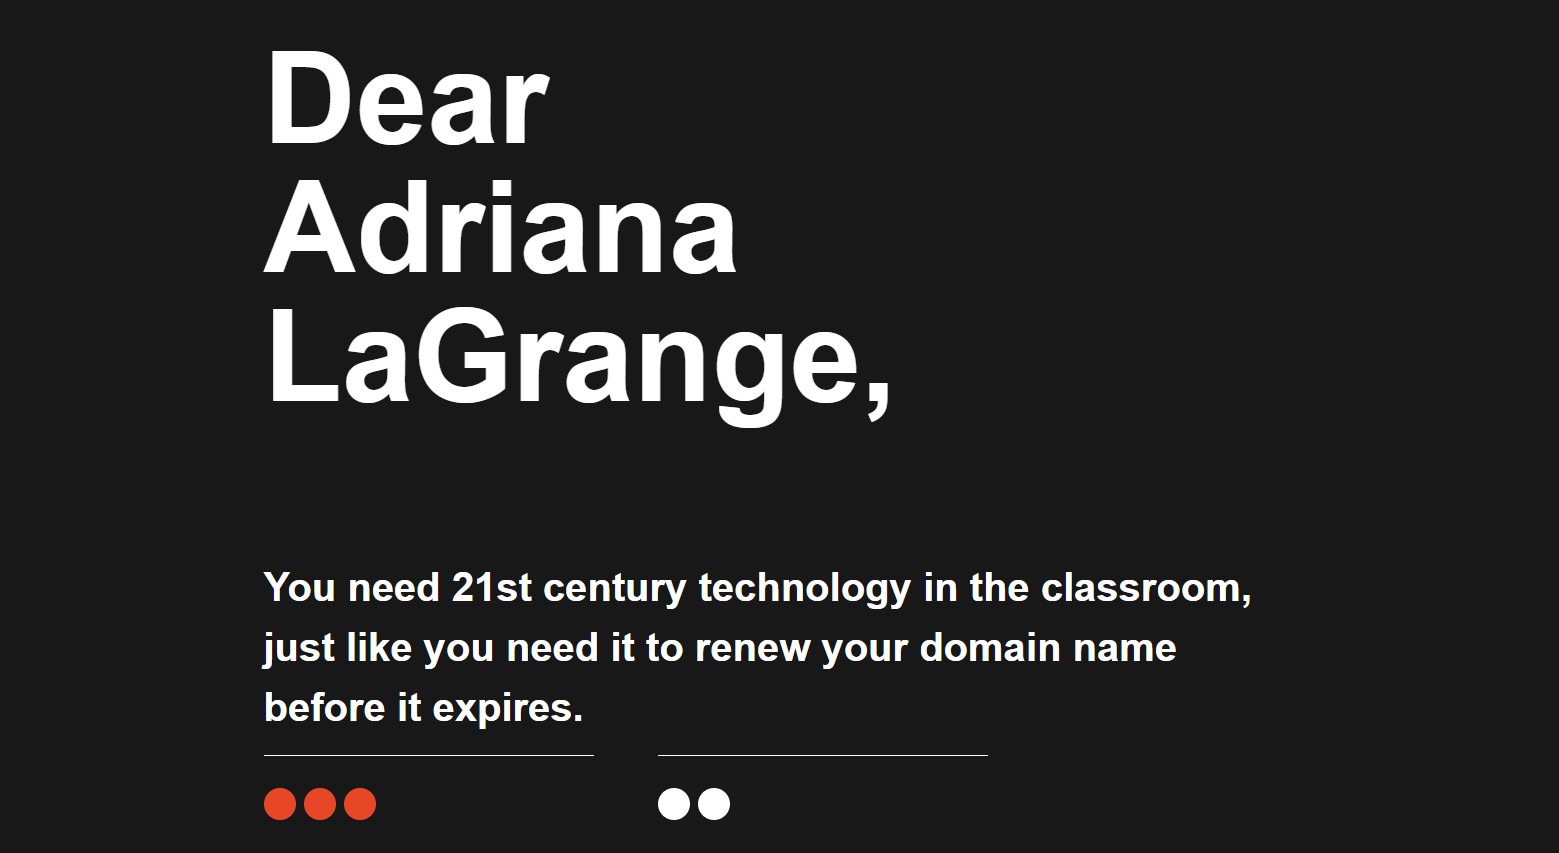 Dear
Adriana
LaGrange,
You need 21st century technology in the classroom,
just like you need it to renew your domain name
before it expires.